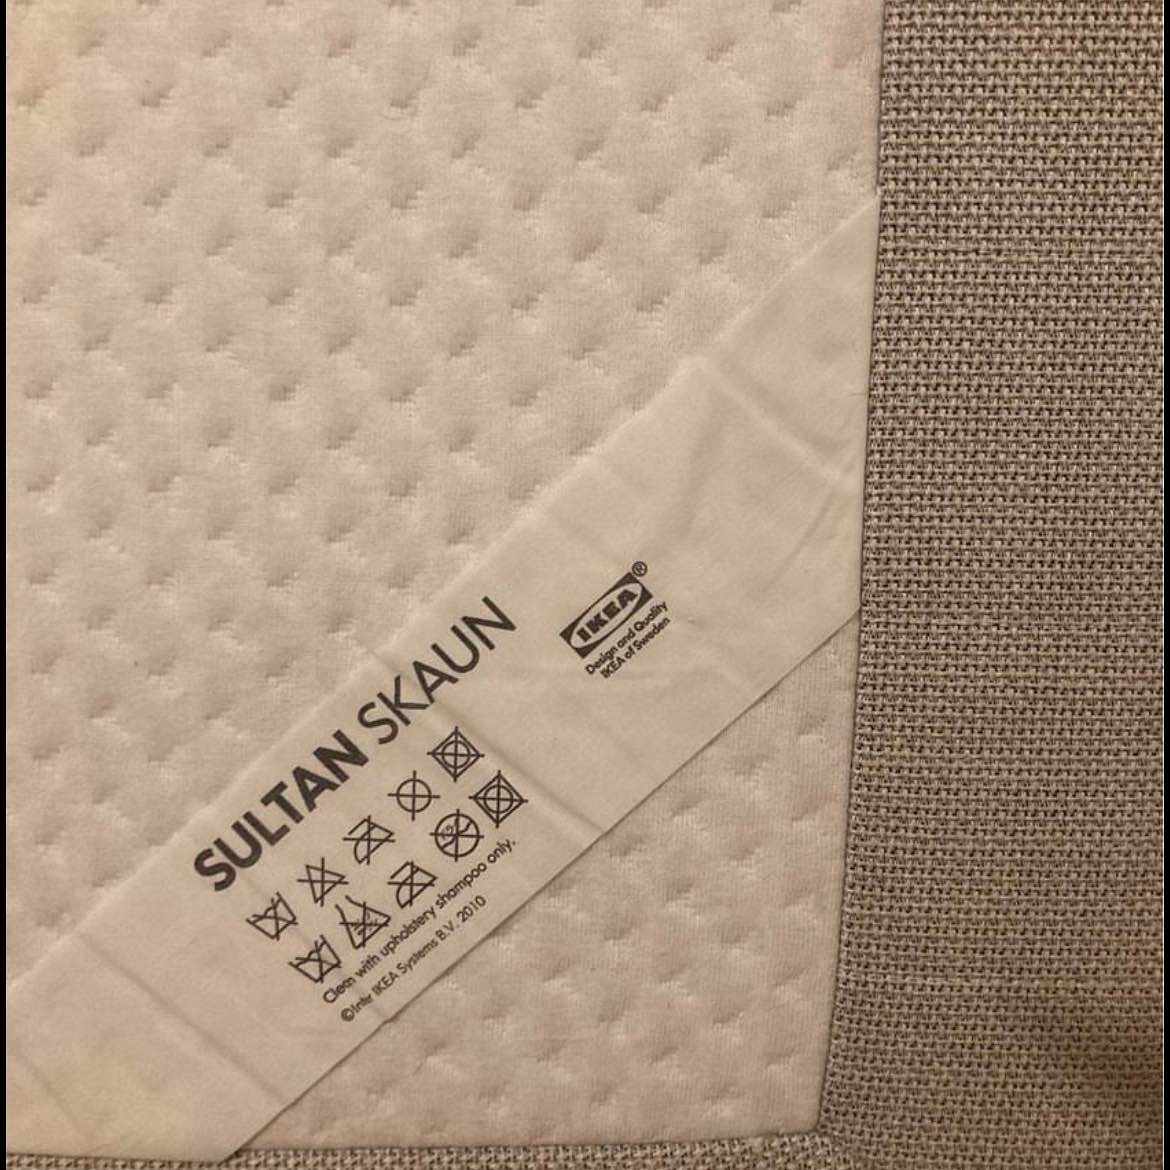 SULTAN SKAUN
IKEA®
Design and Quality
IKEA of Sweden
Clean with upholstery shampoo only.
©Inter IKEA Systems B.V. 2010